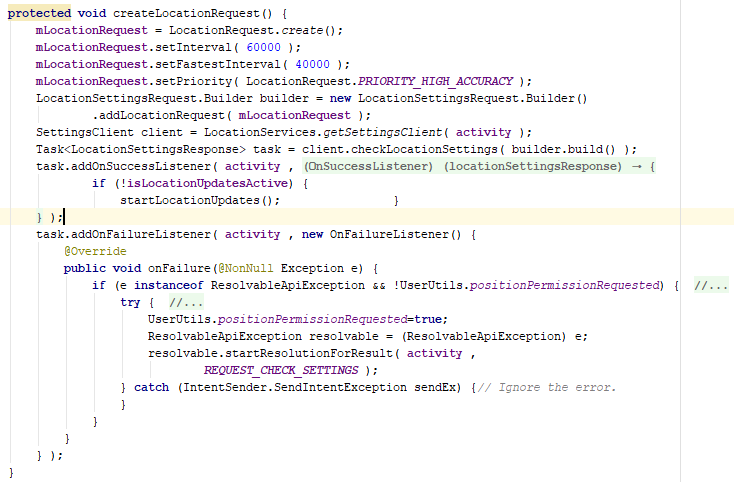 protected void createLocationRequest() {
    mLocationRequest = LocationRequest.create();
    mLocationRequest.setInterval( 60000 );
    mLocationRequest.setFastestInterval( 40000 );
    mLocationRequest.setPriority( LocationRequest.PRIORITY_HIGH_ACCURACY );
    LocationSettingsRequest.Builder builder = new LocationSettingsRequest.Builder()
            .addLocationRequest( mLocationRequest );
    SettingsClient client = LocationServices.getSettingsClient( activity );
    Task<LocationSettingsResponse> task = client.checkLocationSettings( builder.build() );
    task.addOnSuccessListener( activity , (OnSuccessListener) (locationSettingsResponse) → {
            if (!isLocationUpdatesActive) {
                startLocationUpdates();                }
    } );
    task.addOnFailureListener( activity , new OnFailureListener() {
        @Override
        public void onFailure(@NonNull Exception e) {
            if (e instanceof ResolvableApiException && !UserUtils.positionPermissionRequested) {  //...
                try {  //...
                    UserUtils.positionPermissionRequested=true;
                    ResolvableApiException resolvable = (ResolvableApiException) e;
                    resolvable.startResolutionForResult( activity ,
                            REQUEST_CHECK_SETTINGS );
                } catch (IntentSender.SendIntentException sendEx) {// Ignore the error.
                }
            }
        }
    } );
}